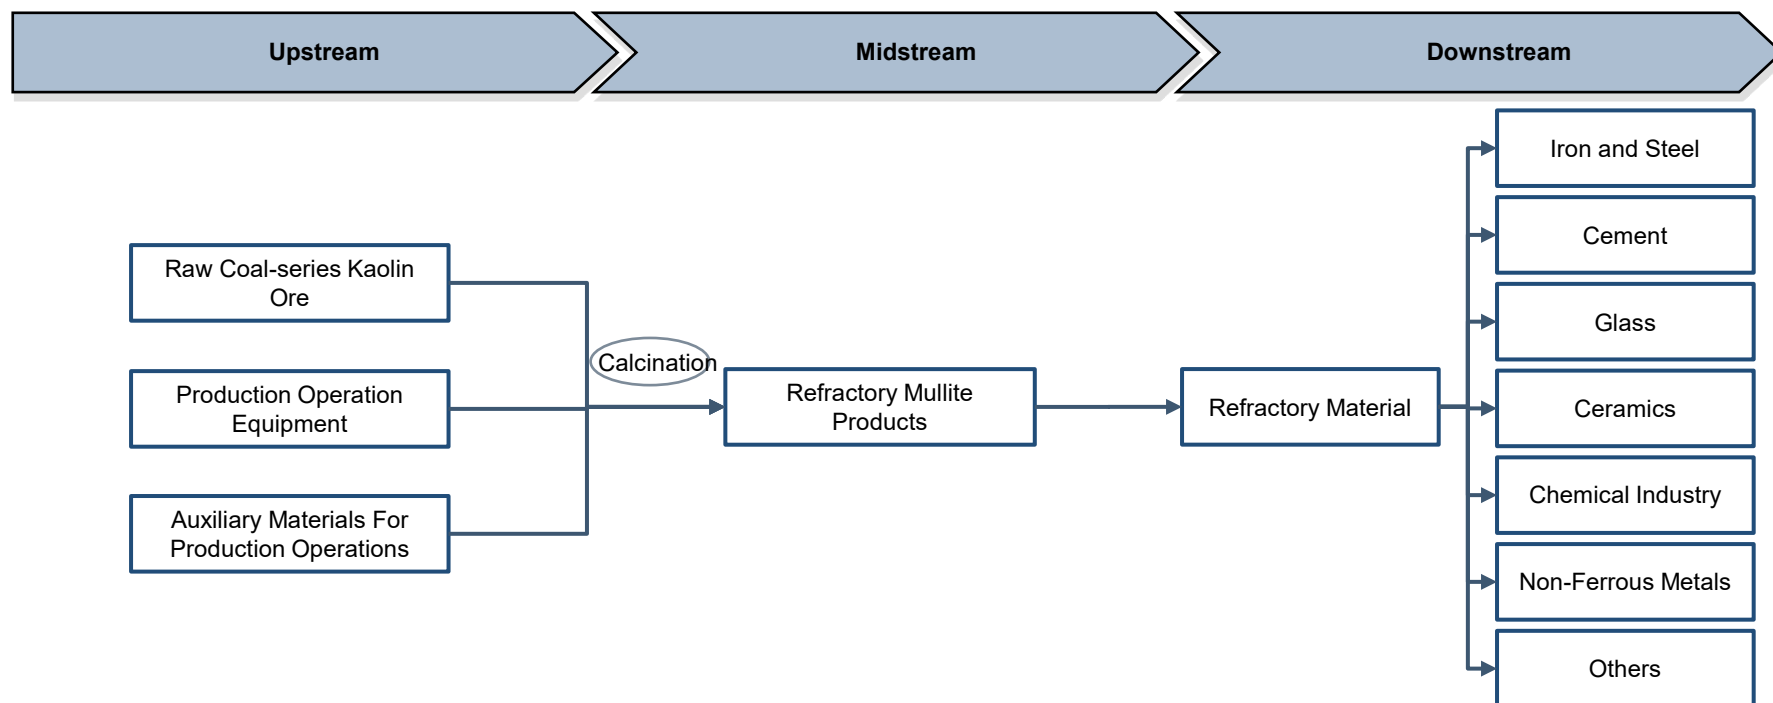 Upstream
Midstream
Downstream
Raw Coal-series Kaolin
Ore
Production Operation
Equipment
Auxiliary Materials For
Production Operations
Calcination
Refractory Mullite
Products
Refractory Material
Iron and Steel
Cement
Glass
Ceramics
Chemical Industry
Non-Ferrous Metals
Others